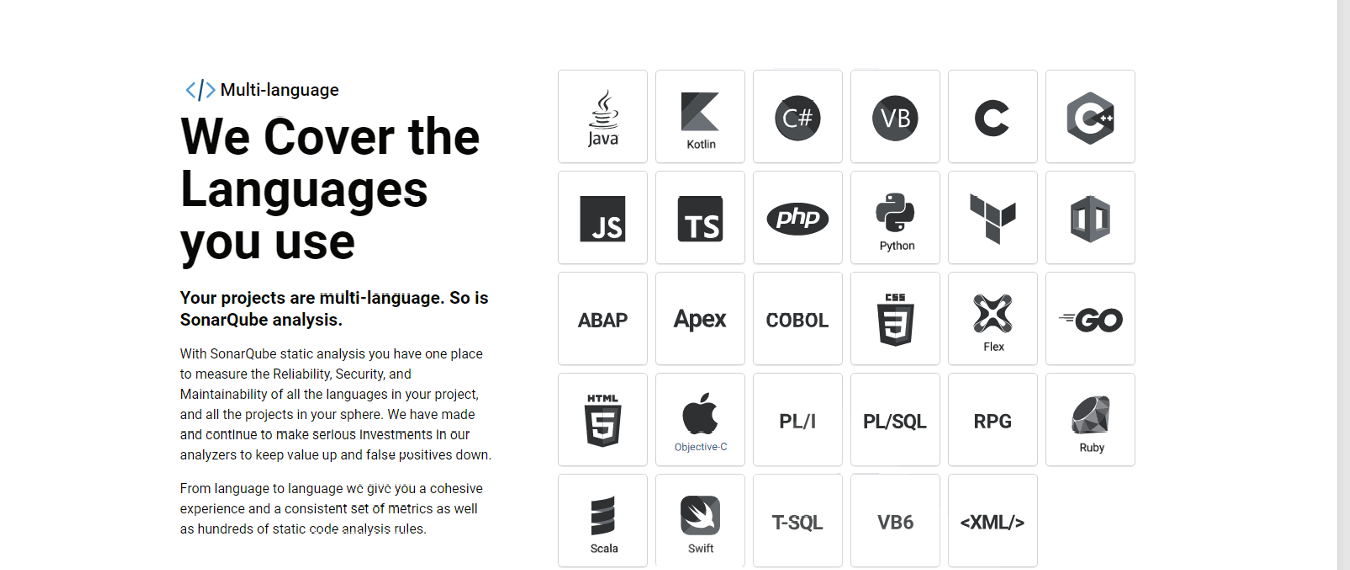 </> Multi-language
We Cover the
Languages
you use
Your projects are multi-language. So is
SonarQube analysis.
With SonarQube static analysis you have one place
to measure the Reliability, Security, and
Maintainability of all the languages in your project,
and all the projects in your sphere. We have made
and continue to make serious investments in our
analyzers to keep value up and false positives down.
From language to language we give you a cohesive
experience and a consistent set of metrics as well
as hundreds of static code analysis rules.
Java
Kotlin
C#
VB
C
C++
JS
TS
php
Python
ABAP
Apex
COBOL
CSS
3
Flex
GO
HTML
5
Objective-C
PL/I
PL/SQL
RPG
Ruby
Scala
Swift
T-SQL
VB6
<XML/>